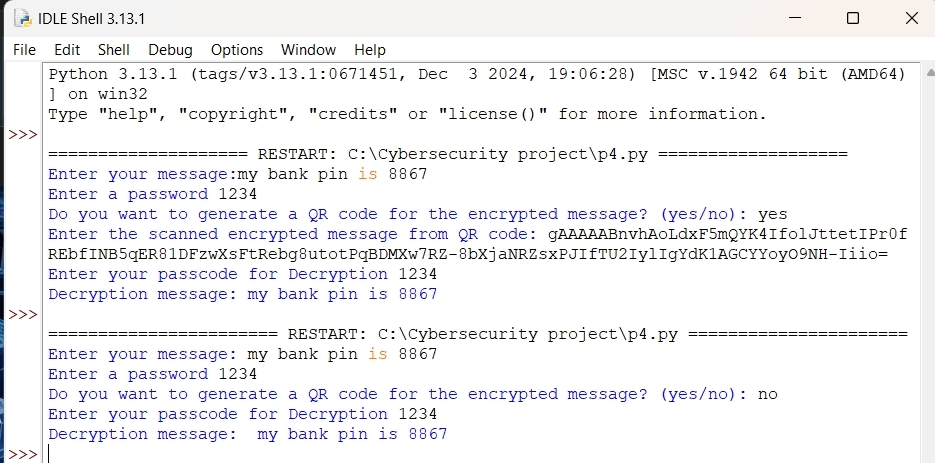 IDLE Shell 3.13.1
File Edit Shell Debug Options Window Help
Python 3.13.1 (tags/v3.13.1:0671451, Dec  3 2024, 19:06:28) [MSC v.1942 64 bit (AMD64)
] on win32
Type "help", "copyright", "credits" or "license()" for more information.
>>>
==================== RESTART: C:\Cybersecurity project\p4.py ===================
Enter your message:my bank pin is 8867
Enter a password 1234
Do you want to generate a QR code for the encrypted message? (yes/no): yes
Enter the scanned encrypted message from QR code: gAAAAABnvhAoLdxF5mQYK4IfolJttetIPr0f
REbfINB5qER81DFzwXsFtRebg8utotPqBDMXw7RZ-8bXjaNRZsxPJIfTU2IylIgYdK1AGCYYoyO9NH-Iiio=
Enter your passcode for Decryption 1234
Decryption message: my bank pin is 8867
>>>
======================= RESTART: C:\Cybersecurity project\p4.py ======================
Enter your message: my bank pin is 8867
Enter a password 1234
Do you want to generate a QR code for the encrypted message? (yes/no): no
Enter your passcode for Decryption 1234
Decryption message:  my bank pin is 8867
>>>